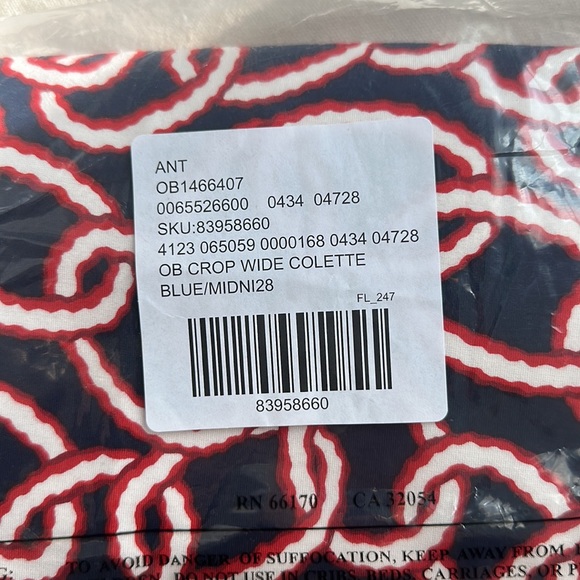 ANT
OB1466407
0065526600 0434 04728
SKU:83958660
4123 065059 0000168 0434 04728
OB CROP WIDE COLETTE
BLUE/MIDNI28
FL_247
83958660
RN 66170 CA 32054
TO AVOID DANGER OF SUFFOCATION, KEEP AWAY FROM
DO NOT USE IN CRIBS, BEDS, CARRIAGES, OR